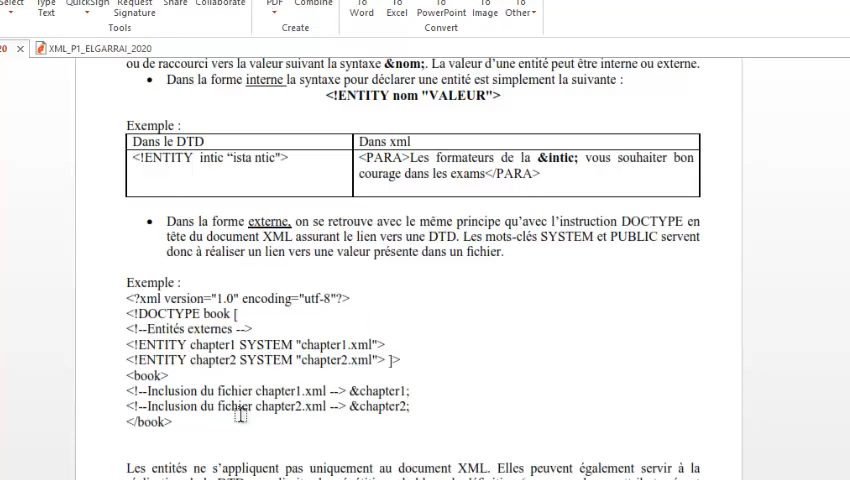 Select Type Text QuickSign Request Signature Share Collaborate PDF Combine To Word To Excel To PowerPoint To Image To Other
Tools Create Convert
20 × XML_P1_ELGARRAI_2020
ou de raccourci vers la valeur suivant la syntaxe &nom;. La valeur d'une entité peut être interne ou externe.
• Dans la forme interne la syntaxe pour déclarer une entité est simplement la suivante :
<!ENTITY nom "VALEUR">
Exemple :
Dans le DTD Dans xml
<!ENTITY intic "ista ntic"> <PARA>Les formateurs de la &intic; vous souhaiter bon
courage dans les exams</PARA>
• Dans la forme externe, on se retrouve avec le même principe qu'avec l'instruction DOCTYPE en
tête du document XML assurant le lien vers une DTD. Les mots-clés SYSTEM et PUBLIC servent
donc à réaliser un lien vers une valeur présente dans un fichier.
Exemple :
<?xml version="1.0" encoding="utf-8"?>
<!DOCTYPE book [
<!--Entités externes -->
<!ENTITY chapter1 SYSTEM "chapter1.xml">
<!ENTITY chapter2 SYSTEM "chapter2.xml"> ]>
<book>
<!--Inclusion du fichier chapter1.xml --> &chapter1;
<!--Inclusion du fichier chapter2.xml --> &chapter2;
</book>
Les entités ne s'appliquent pas uniquement au document XML. Elles peuvent également servir à la